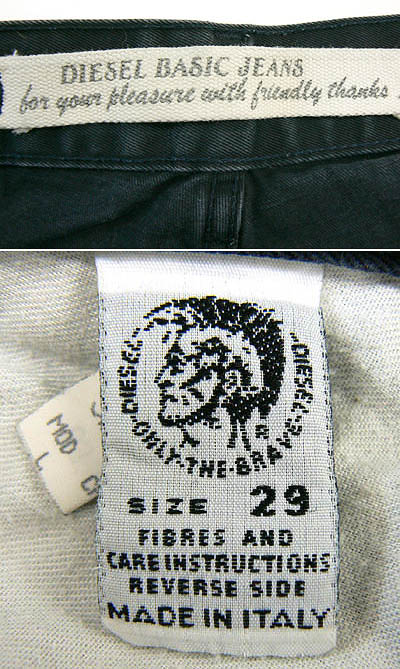 DIESEL BASIC JEANS
for your pleasure with friendly thanks
DIESEL
DIESEL
ONLY·THE·BRAVE
MOD
L
SIZE 29
FIBRES AND
CARE INSTRUCTIONS
REVERSE SIDE
MADE IN ITALY